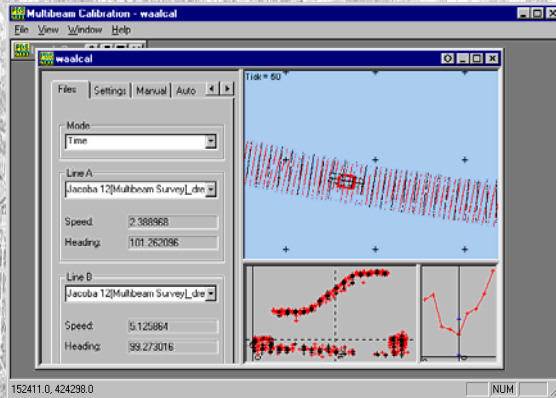 Multibeam Calibration - waalcal
File View Window Help
waalcal
Files Settings Manual Auto
Mode
Time
Line A
Jacoba 12[Multibeam Survey]_dre
Speed: 2.388968
Heading: 101.262096
Line B
Jacoba 12[Multibeam Survey]_dre
Speed: 5.125864
Heading: 99.273016
Tick = 50
152411.0, 424298.0
NUM